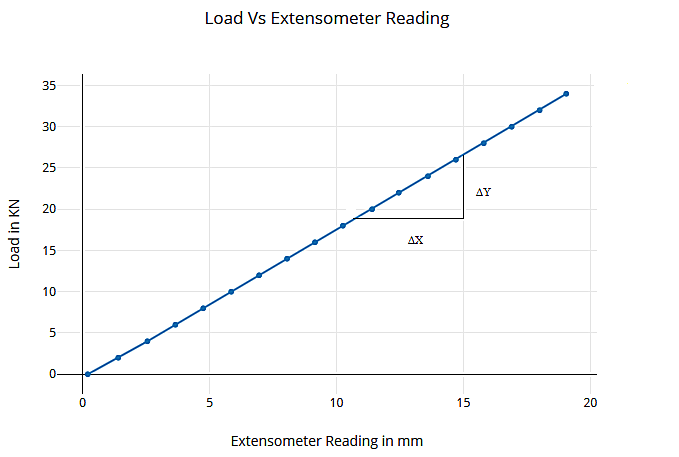 Load Vs Extensometer Reading
35
30
25
20
15
10
5
0
Load in KN
ΔY
ΔX
0 5 10 15 20
Extensometer Reading in mm